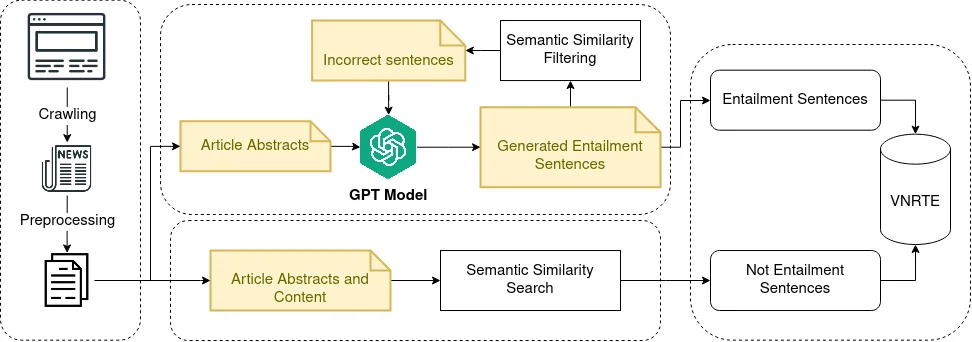 Crawling
NEWS
Preprocessing
Incorrect sentences
Semantic Similarity
Filtering
Article Abstracts
GPT Model
Generated Entailment
Sentences
Article Abstracts and
Content
Semantic Similarity
Search
Entailment Sentences
Not Entailment
Sentences
VNRTE